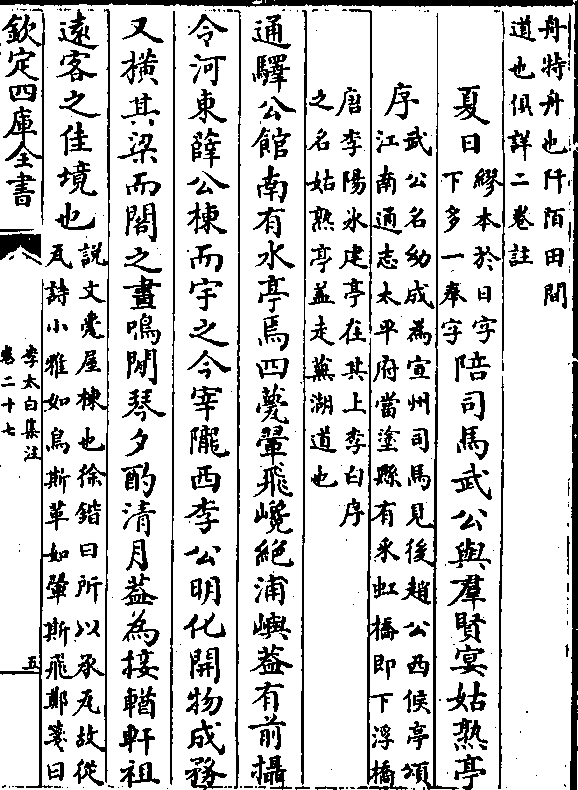 舟特舟也阡陌田間
道也俱詳二卷註
夏日繆本於日字下多一奉字陪司馬武公與羣賢宴姑熟亭
序武公名幼成為宣州司馬見後趙公西候亭頌江南通志太平府當塗縣有采虹橋即下浮橋
唐李陽冰建亭在其上李白序之名姑熟亭葢走蕪湖道也
通驛公館南有水亭焉四甍翬飛巉絶浦嶼葢有前攝
令河東薛公棟而宇之今宰隴西李公明化開物成務
又橫其梁而閣之晝鳴閒琴夕酌清月葢為接輶軒祖
遠客之佳境也說文甍屋棟也徐鍇曰所以承瓦故從瓦詩小雅如鳥斯革如翬斯飛鄭箋曰
欽定四庫全書
李太白集注
卷二十七
五